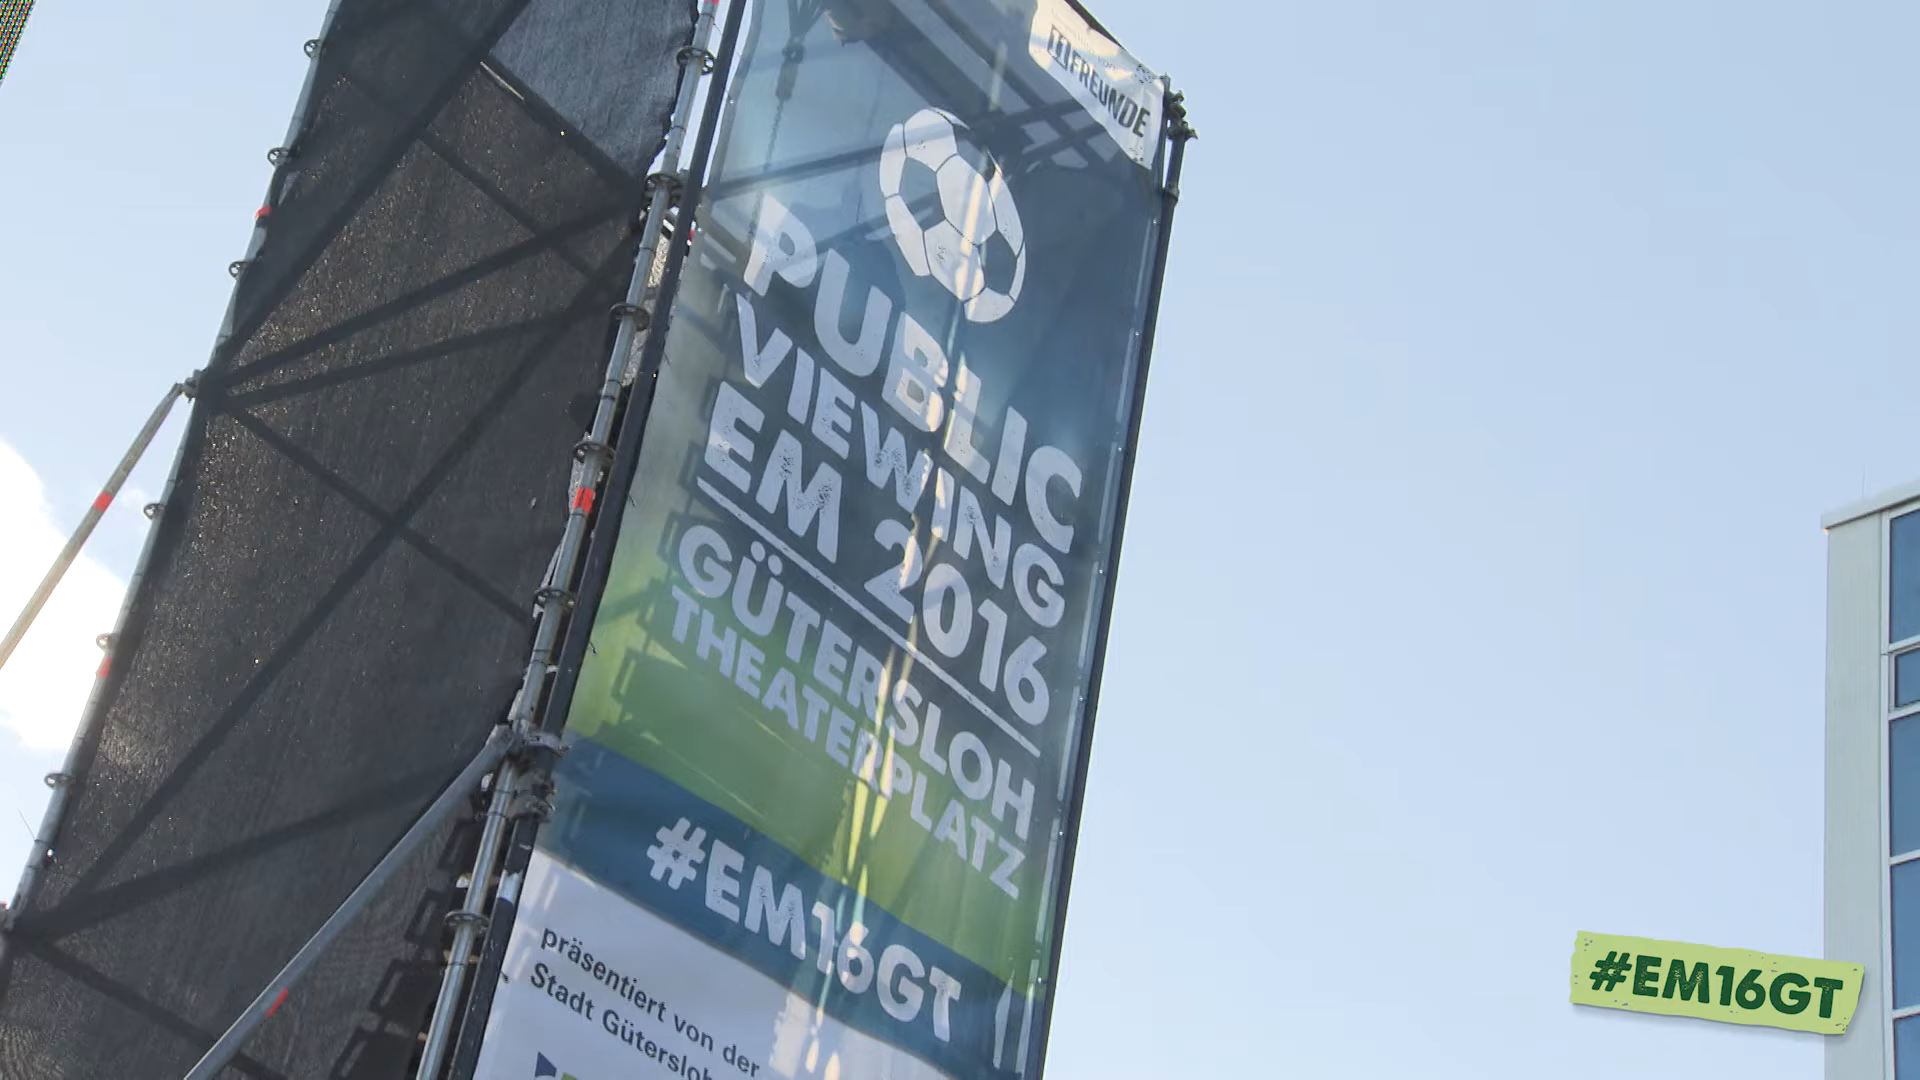 11FREUNDE
PUBLIC
VIEWING
EM 2016
GÜTERSLOH
THEATERPLATZ
#EM16GT
präsentiert von der
Stadt Gütersloh
#EM16GT